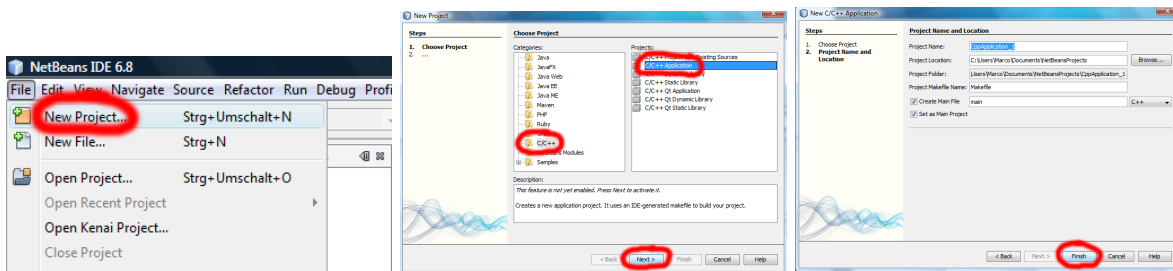 NetBeans IDE 6.8
File Edit View Navigate Source Refactor Run Debug Profi
New Project... Strg+Umschalt+N
New File... Strg+N
Open Project... Strg+Umschalt+O
Open Recent Project
Open Kenai Project...
Close Project
New Project
Steps
1. Choose Project
2. ...
Choose Project
Categories:
Java
JavaFX
Java Web
Java EE
Java ME
Maven
PHP
Ruby
C/C++
Modules
Samples
Projects:
C/C++ Project Existing Sources
C/C++ Application
C/C++ Library
C/C++ Static Library
C/C++ Qt Application
C/C++ Qt Dynamic Library
C/C++ Qt Static Library
Description:
This feature is not yet enabled. Press Next to activate it.
Creates a new application project. It uses an IDE-generated makefile to build your project.
< Back Next > Finish Cancel Help
New C/C++ Application
Steps
1. Choose Project
2. Project Name and Location
Project Name and Location
Project Name: CppApplication_1
Project Location: C:\Users\Marco\Documents\NetBeansProjects Browse...
Project Folder: Users\Marco\Documents\NetBeansProjects\CppApplication_1
Project Makefile Name: Makefile
Create Main File main C++
Set as Main Project
< Back Next > Finish Cancel Help